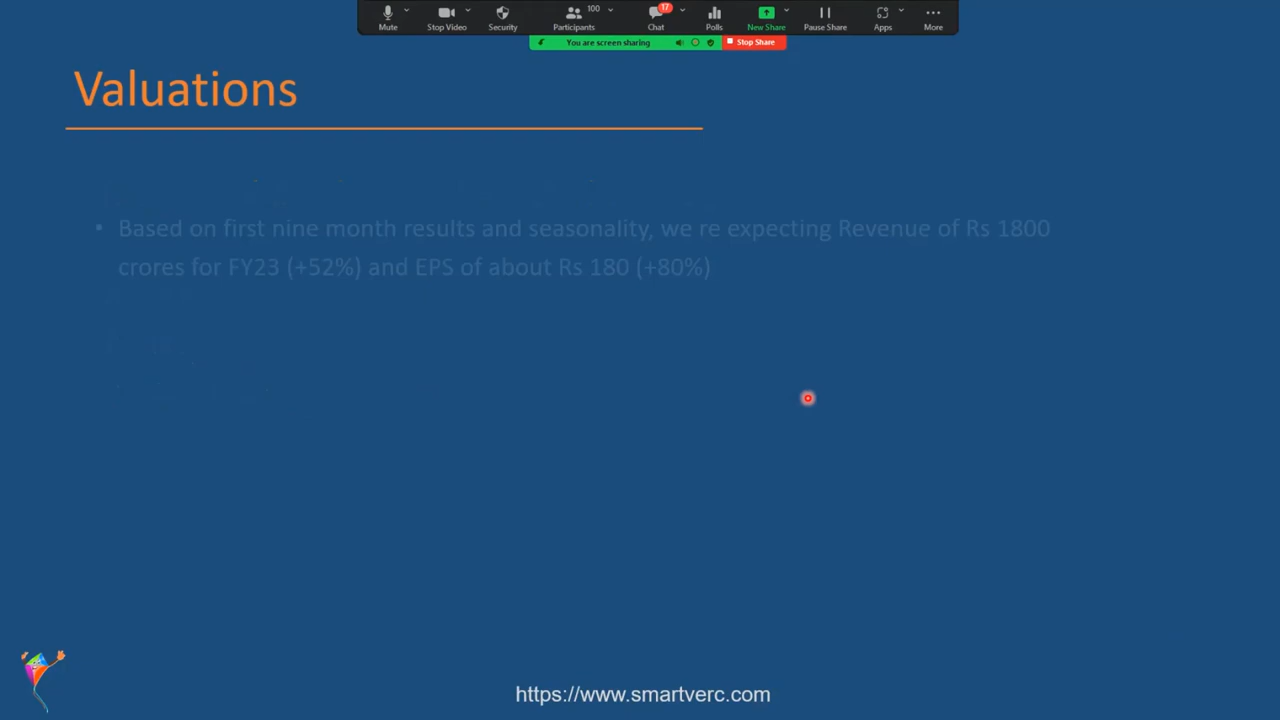 Mute
Stop Video
Security
100
Participants
17
Chat
Polls
New Share
Pause Share
Apps
More
You are screen sharing
Stop Share
Valuations
▪ Based on first nine month results and seasonality, we re expecting Revenue of Rs 1800
crores for FY23 (+52%) and EPS of about Rs 180 (+80%)
https://www.smartverc.com